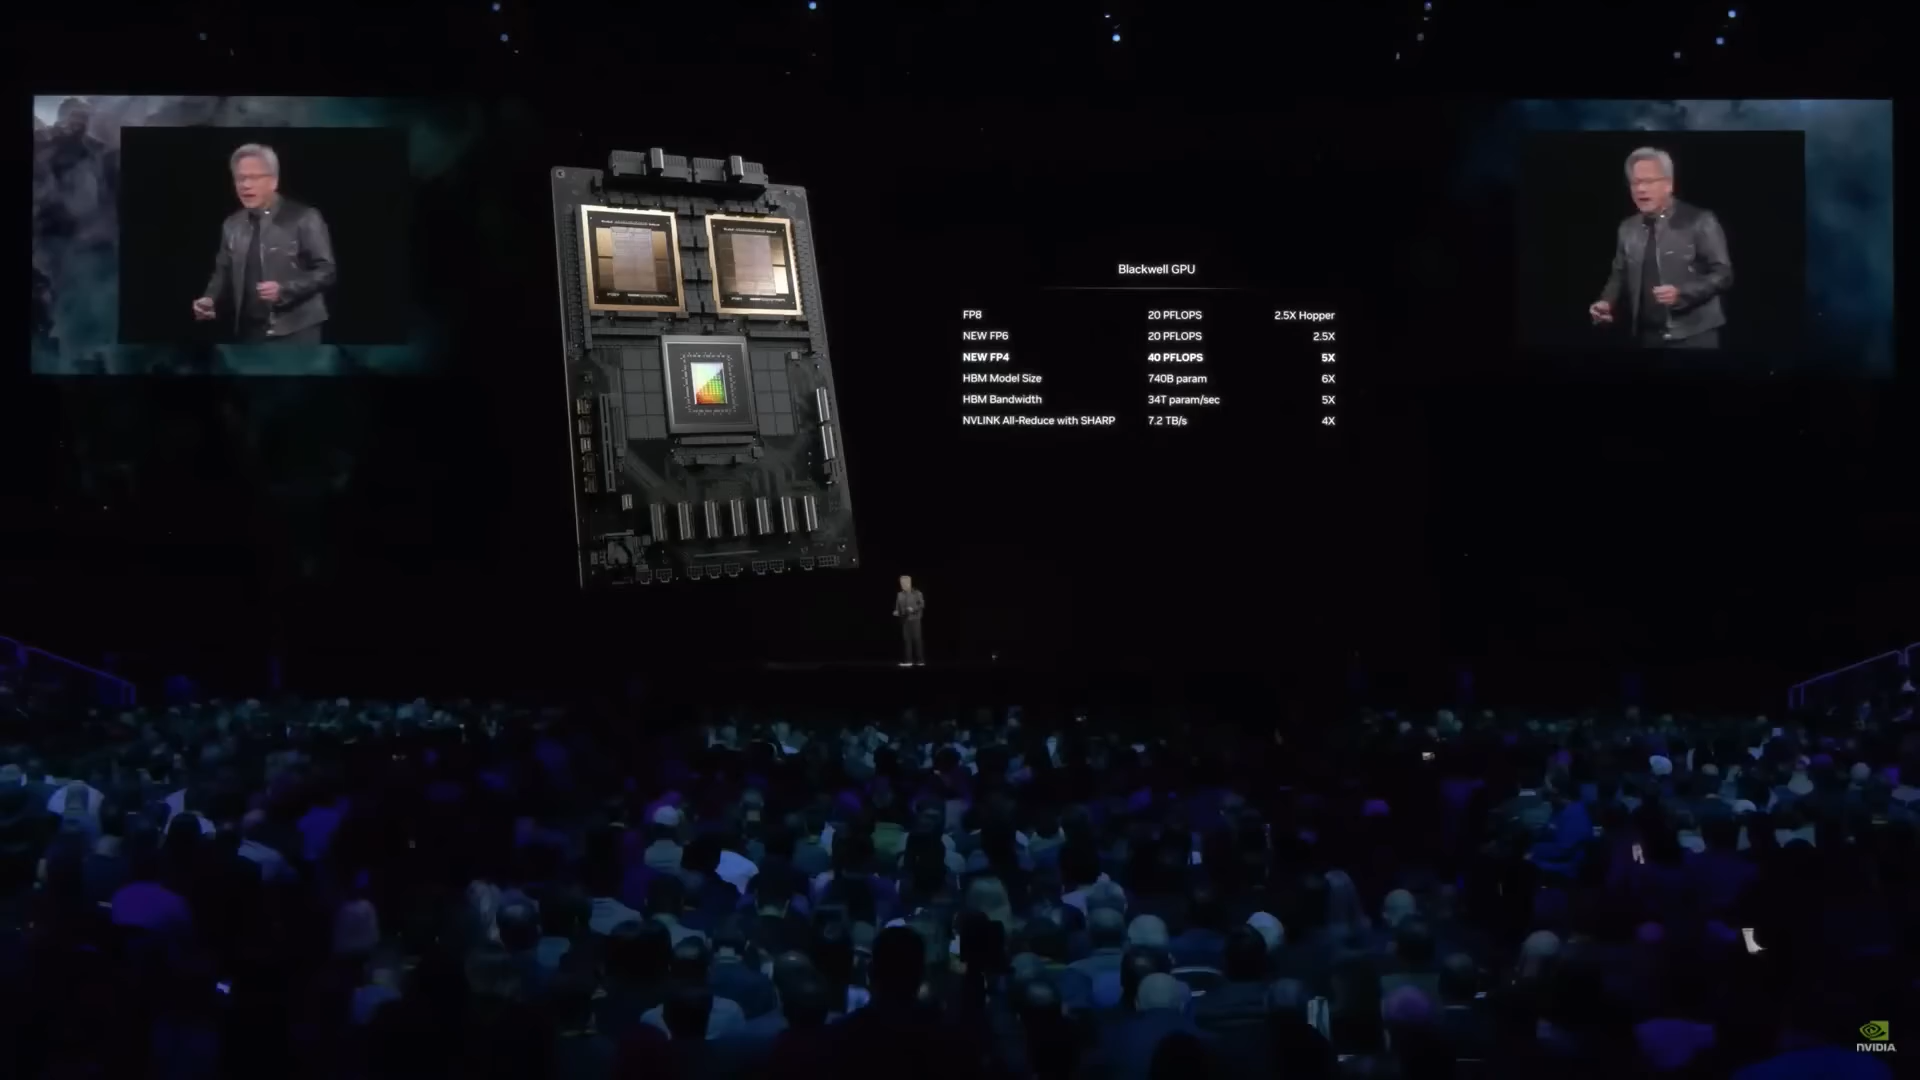 Blackwell GPU
FP8 20 PFLOPS 2.5X Hopper
NEW FP6 20 PFLOPS 2.5X
NEW FP4 40 PFLOPS 5X
HBM Model Size 740B param 6X
HBM Bandwidth 34T param/sec 5X
NVLINK All-Reduce with SHARP 7.2 TB/s 4X
NVIDIA